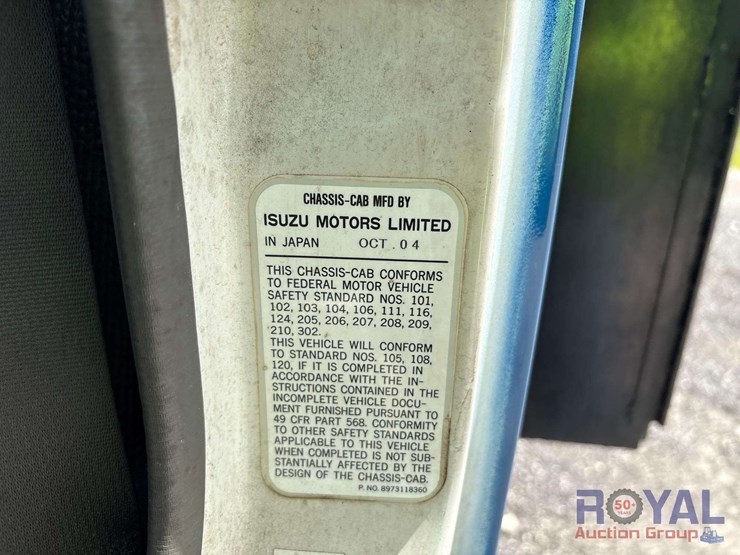 CHASSIS-CAB MFD BY
ISUZU MOTORS LIMITED
IN JAPAN OCT . 04
THIS CHASSIS-CAB CONFORMS
TO FEDERAL MOTOR VEHICLE
SAFETY STANDARD NOS. 101,
102, 103, 104, 106, 111, 116,
124, 205, 206, 207, 208, 209,
210, 302.
THIS VEHICLE WILL CONFORM
TO STANDARD NOS. 105, 108,
120, IF IT IS COMPLETED IN
ACCORDANCE WITH THE IN-
STRUCTIONS CONTAINED IN THE
INCOMPLETE VEHICLE DOCU-
MENT FURNISHED PURSUANT TO
49 CFR PART 568. CONFORMITY
TO OTHER SAFETY STANDARDS
APPLICABLE TO THIS VEHICLE
WHEN COMPLETED IS NOT SUB-
STANTIALLY AFFECTED BY THE
DESIGN OF THE CHASSIS-CAB.
P. NO. 8973118360
ROYAL
50+
YEARS
Auction Group